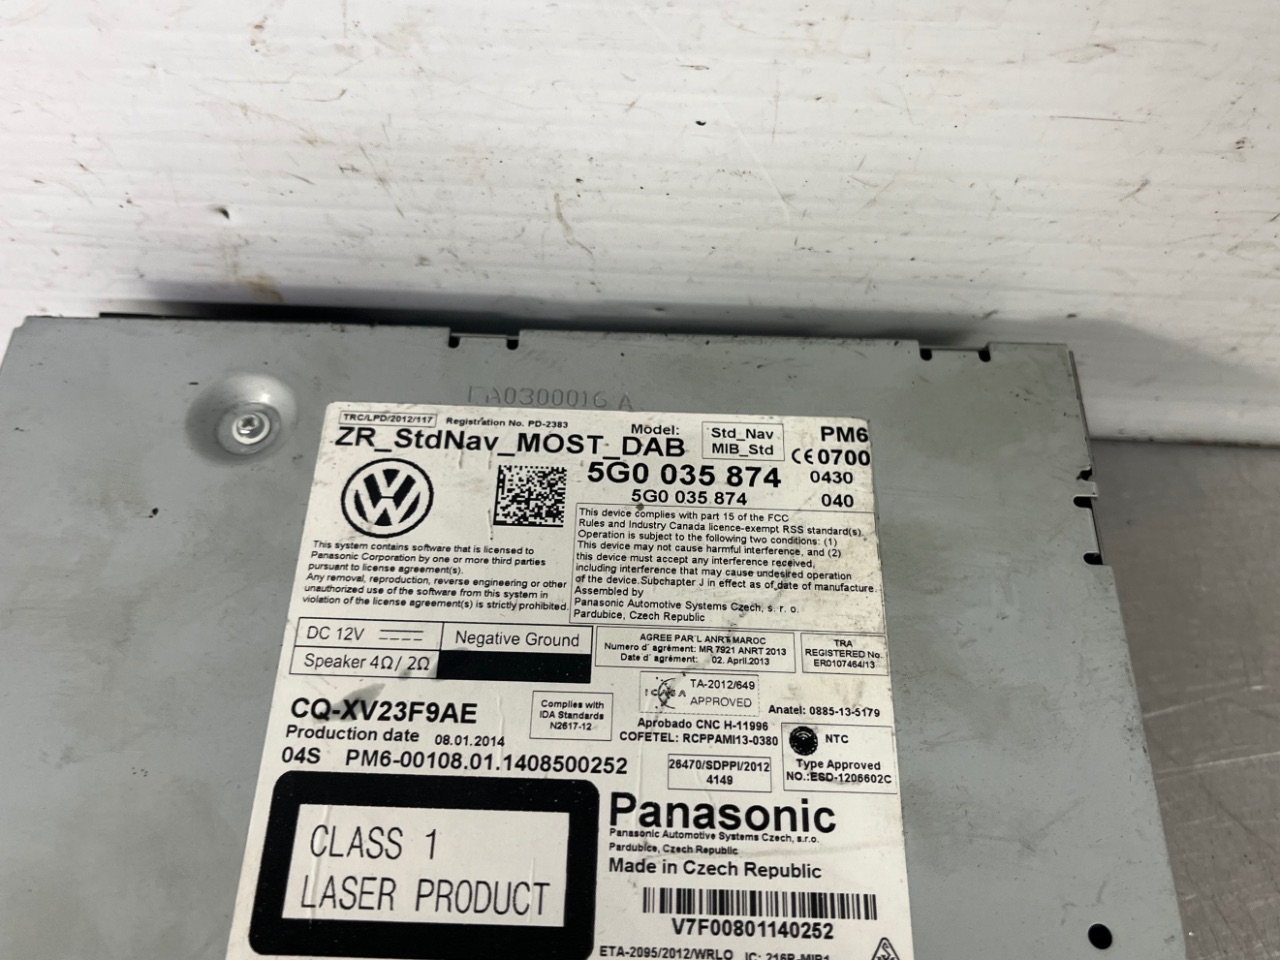 FA0300016 A
TRC/LPD/2012/117
Registration No. PD-2383
ZR_StdNav_MOST_DAB
Model:
Std_Nav
MIB_Std
PM6
CE0700
5G0 035 874
0430
5G0 035 874
040
This system contains software that is licensed to
Panasonic Corporation by one or more third parties
pursuant to license agreement(s).
Any removal, reproduction, reverse engineering or other
unauthorized use of the software from this system in
violation of the license agreement(s) is strictly prohibited.
This device complies with part 15 of the FCC
Rules and Industry Canada licence-exempt RSS standard(s).
Operation is subject to the following two conditions: (1)
This device may not cause harmful interference, and (2)
this device must accept any interference received,
including interference that may cause undesired operation
of the device.Subchapter J in effect as of date of manufacture.
Assembled by
Panasonic Automotive Systems Czech, s. r. o.
Pardubice, Czech Republic
DC 12V
Negative Ground
Speaker 4Ω/ 2Ω
AGREE PAR L ANRT MAROC
Numero d' agrément: MR 7921 ANRT 2013
Date d' agrément: 02. April.2013
TRA
REGISTERED No.
ER0107464/13
ICASA
TA-2012/649
APPROVED
CQ-XV23F9AE
Production date 08.01.2014
04S PM6-00108.01.1408500252
Complies with
IDA Standards
N2617-12
Anatel: 0885-13-5179
Aprobado CNC H-11996
COFETEL: RCPPAMI13-0380
26470/SDPPI/2012
4149
NTC
Type Approved
NO.:ESD-1206602C
CLASS 1
LASER PRODUCT
Panasonic
Panasonic Automotive Systems Czech, s.r.o.
Pardubice, Czech Republic
Made in Czech Republic
V7F00801140252
ETA-2095/2012/WRLO IC: 216R-MIB1